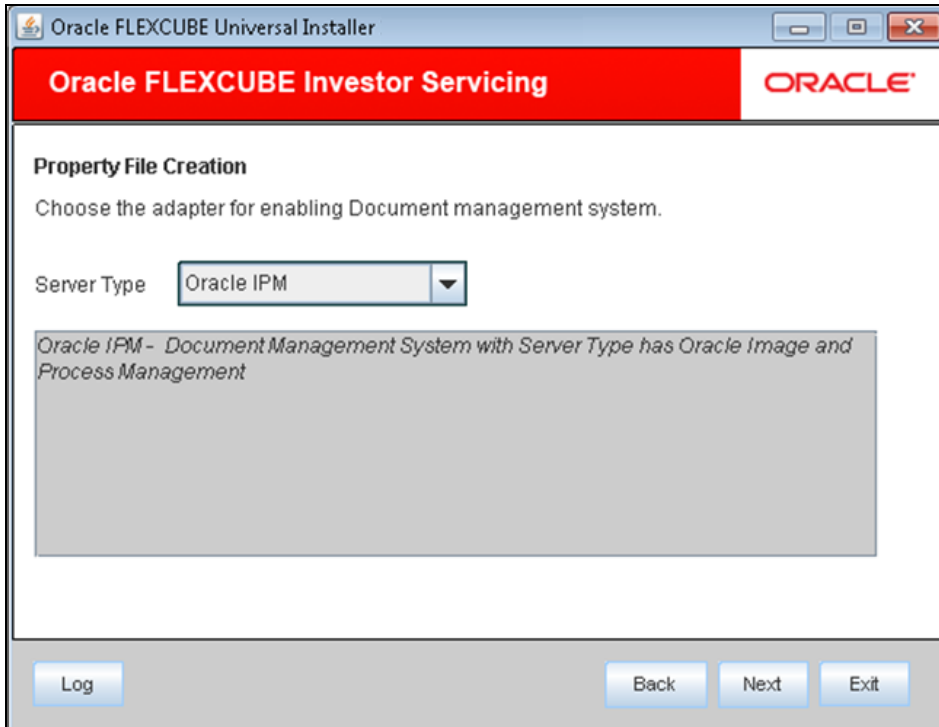 Oracle FLEXCUBE Universal Installer
Oracle FLEXCUBE Investor Servicing
ORACLE
Property File Creation
Choose the adapter for enabling Document management system.
Server Type
Oracle IPM
Oracle IPM - Document Management System with Server Type has Oracle Image and
Process Management
Log
Back
Next
Exit